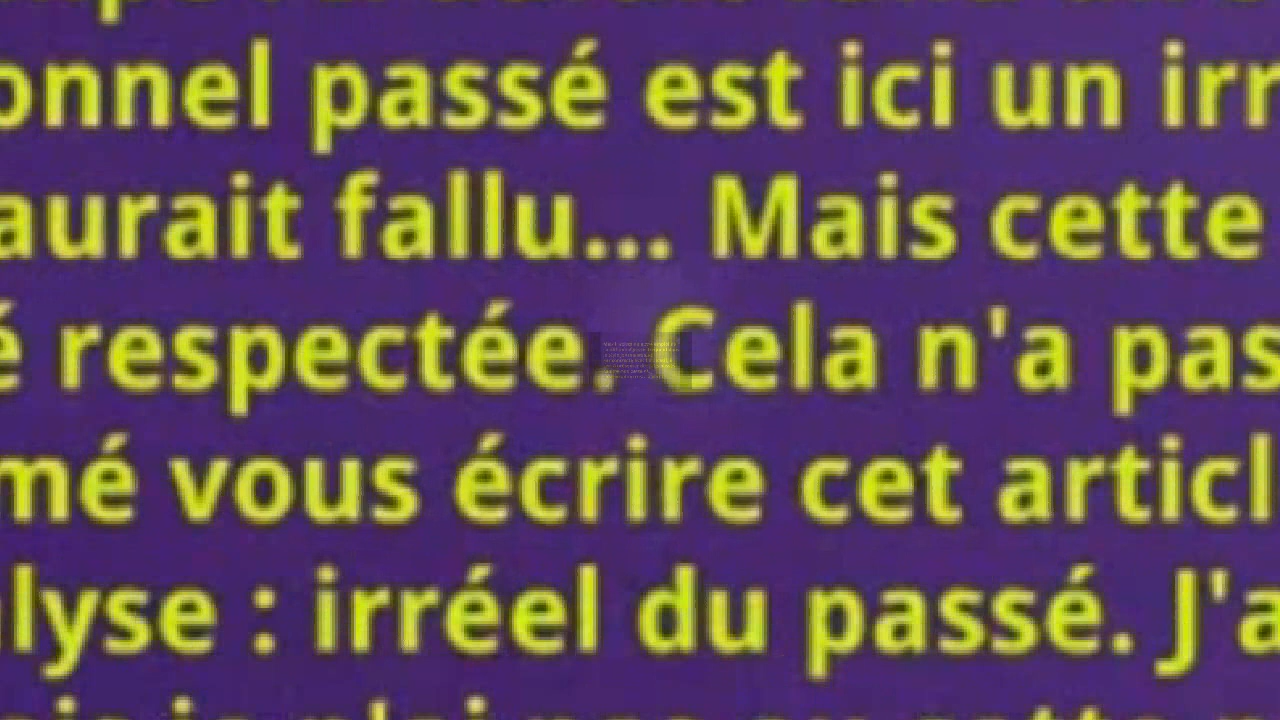 onnel passé est ici un irr
aurait fallu... Mais cette
é respectée. Cela n'a pas
mé vous écrire cet articl
lyse : irréel du passé. J'a